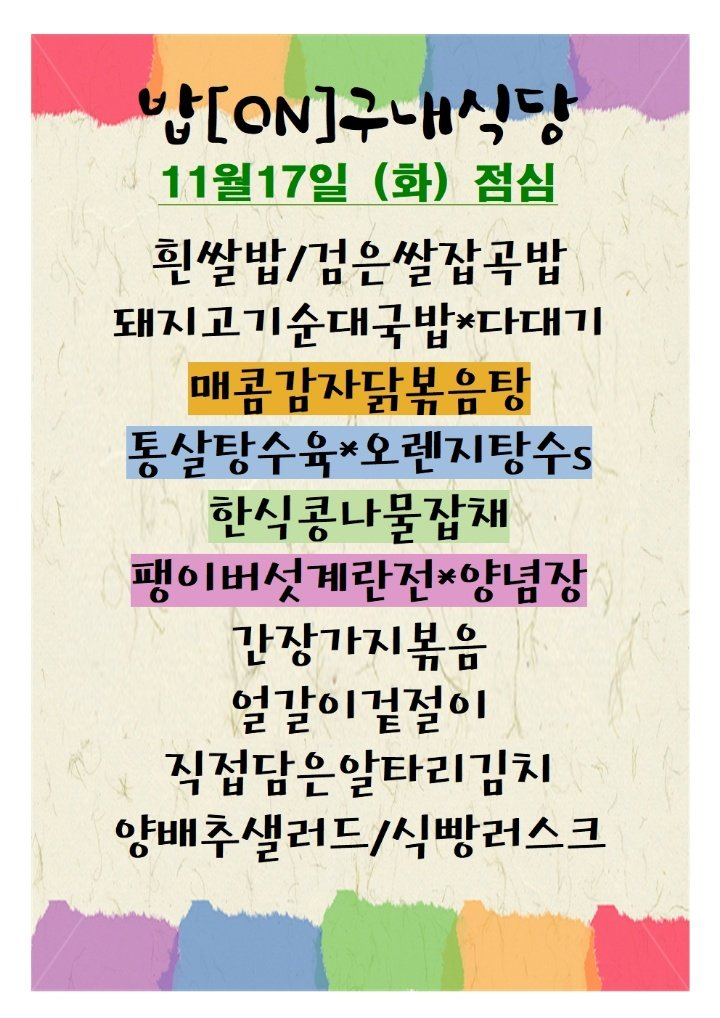 밥[ON]구내식당
11월17일 (화) 점심
흰쌀밥/검은쌀잡곡밥
돼지고기순대국밥*다대기
매콤감자닭볶음탕
통살탕수육*오렌지탕수s
한식콩나물잡채
팽이버섯계란전*양념장
간장가지볶음
얼갈이겉절이
직접담은알타리김치
양배추샐러드/식빵러스크